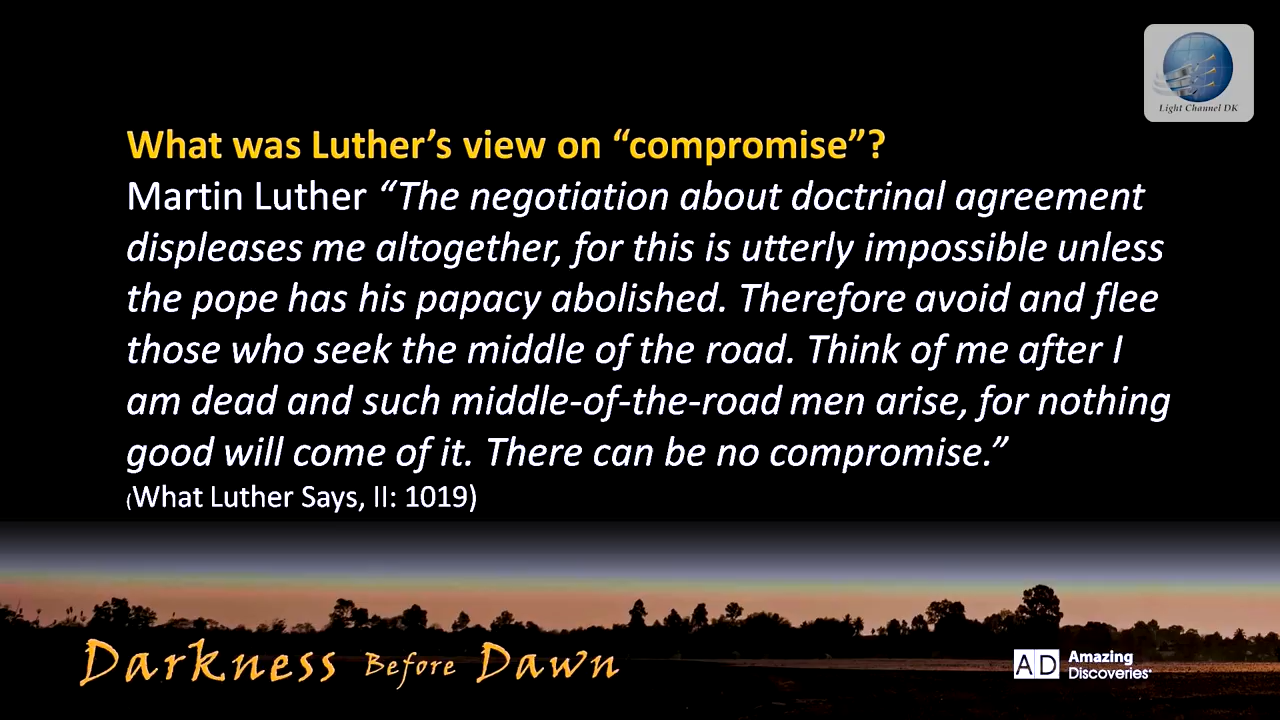 Light Channel DK
What was Luther’s view on “compromise”?
Martin Luther “The negotiation about doctrinal agreement
displeases me altogether, for this is utterly impossible unless
the pope has his papacy abolished. Therefore avoid and flee
those who seek the middle of the road. Think of me after I
am dead and such middle-of-the-road men arise, for nothing
good will come of it. There can be no compromise.”
(What Luther Says, II: 1019)
Darkness Before Dawn
AD Amazing
Discoveries